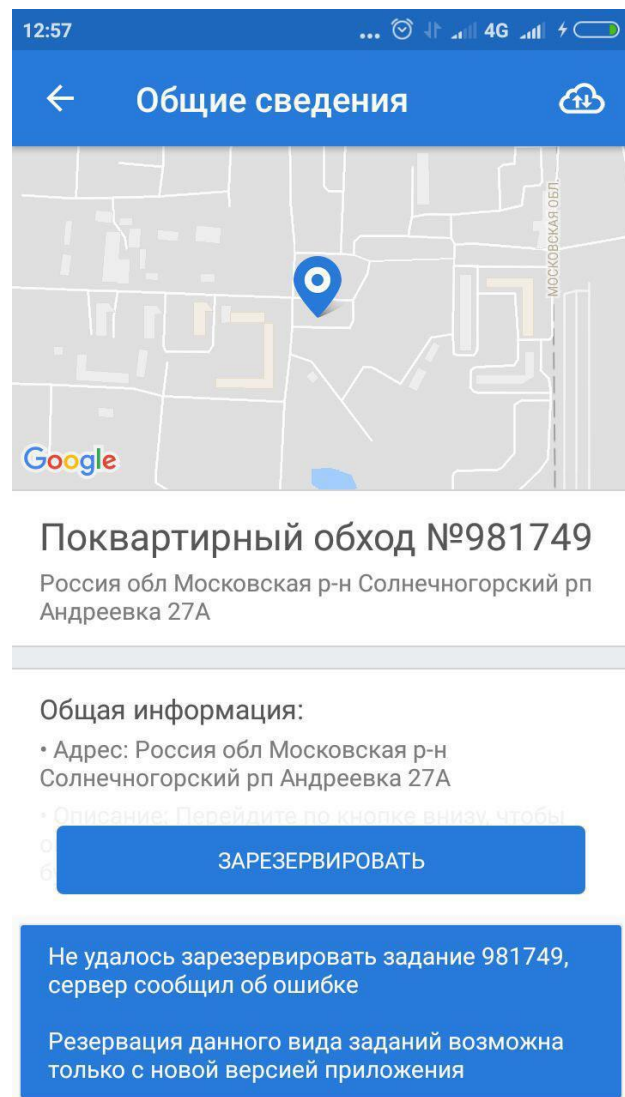 12:57
... 4G
Общие сведения
МОСКОВСКАЯ ОБЛ.
Google
Поквартирный обход №981749
Россия обл Московская р-н Солнечногорский рп
Андреевка 27А
Общая информация:
• Адрес: Россия обл Московская р-н
Солнечногорский рп Андреевка 27А
• Описание: Перейдите по кнопке внизу, чтобы
ЗАРЕЗЕРВИРОВАТЬ
Не удалось зарезервировать задание 981749,
сервер сообщил об ошибке
Резервация данного вида заданий возможна
только с новой версией приложения